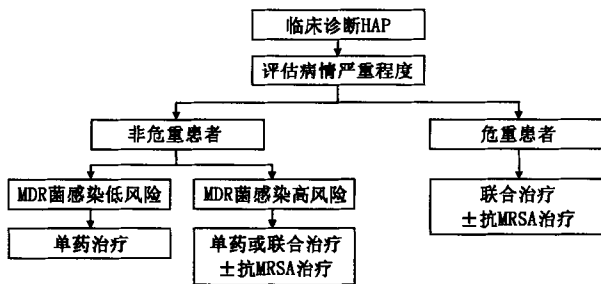 临床诊断HAP
评估病情严重程度
非危重患者
危重患者
MDR菌感染低风险
MDR菌感染高风险
联合治疗
±抗MRSA治疗
单药治疗
单药或联合治疗
±抗MRSA治疗